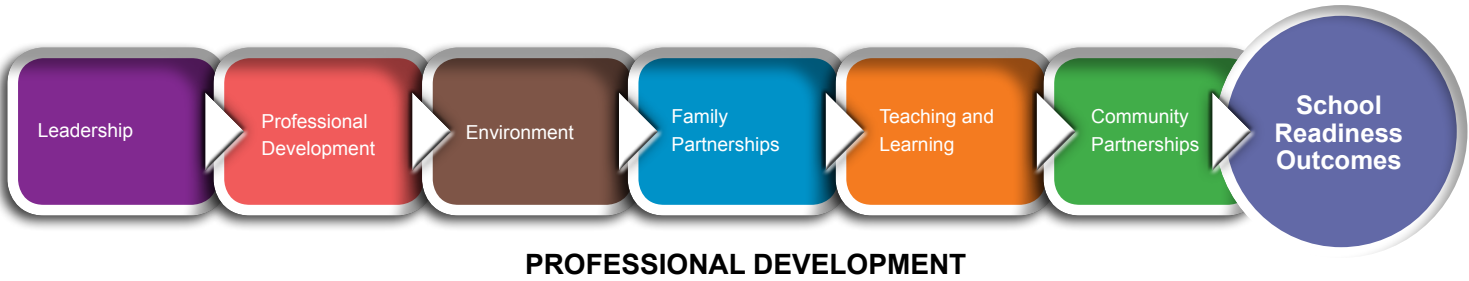 Leadership
Professional
Development
Environment
Family
Partnerships
Teaching and
Learning
Community
Partnerships
School
Readiness
Outcomes
PROFESSIONAL DEVELOPMENT